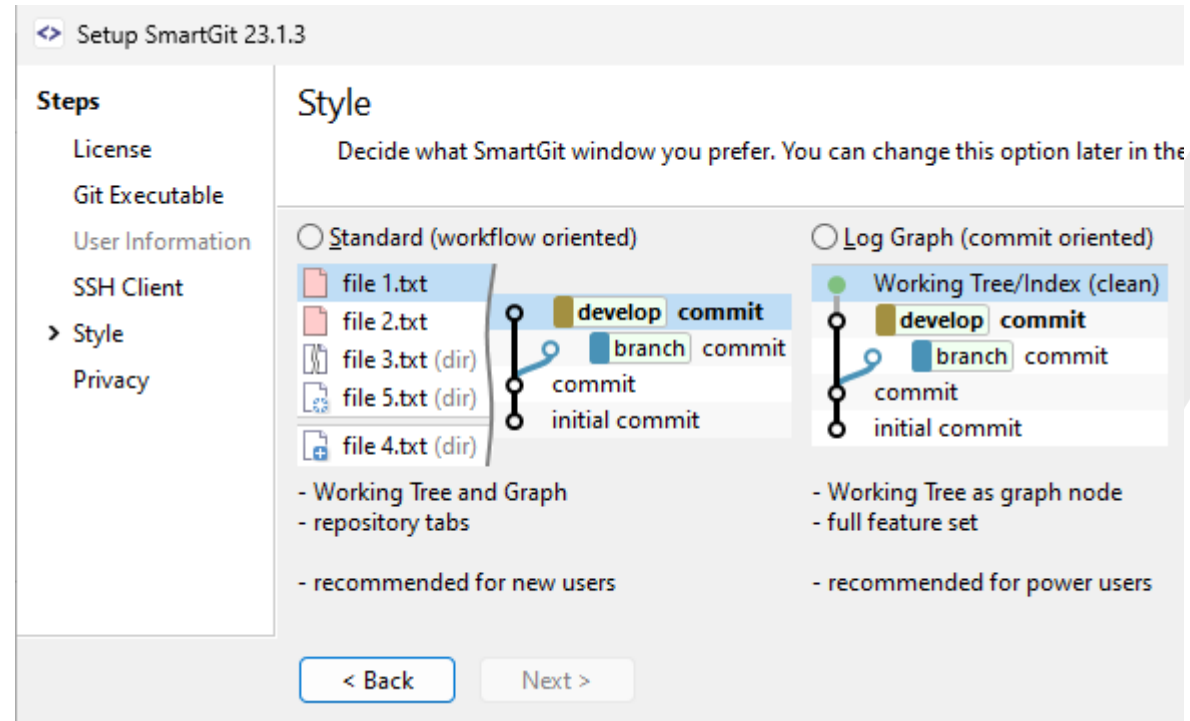 Setup SmartGit 23.1.3
Steps
License
Git Executable
User Information
SSH Client
Style
Privacy
Style
Decide what SmartGit window you prefer. You can change this option later in the
Standard (workflow oriented)
file 1.txt
file 2.txt
file 3.txt (dir)
file 5.txt (dir)
file 4.txt (dir)
develop commit
branch commit
commit
initial commit
- Working Tree and Graph
- repository tabs
- recommended for new users
Log Graph (commit oriented)
Working Tree/Index (clean)
develop commit
branch commit
commit
initial commit
- Working Tree as graph node
- full feature set
- recommended for power users
< Back
Next >